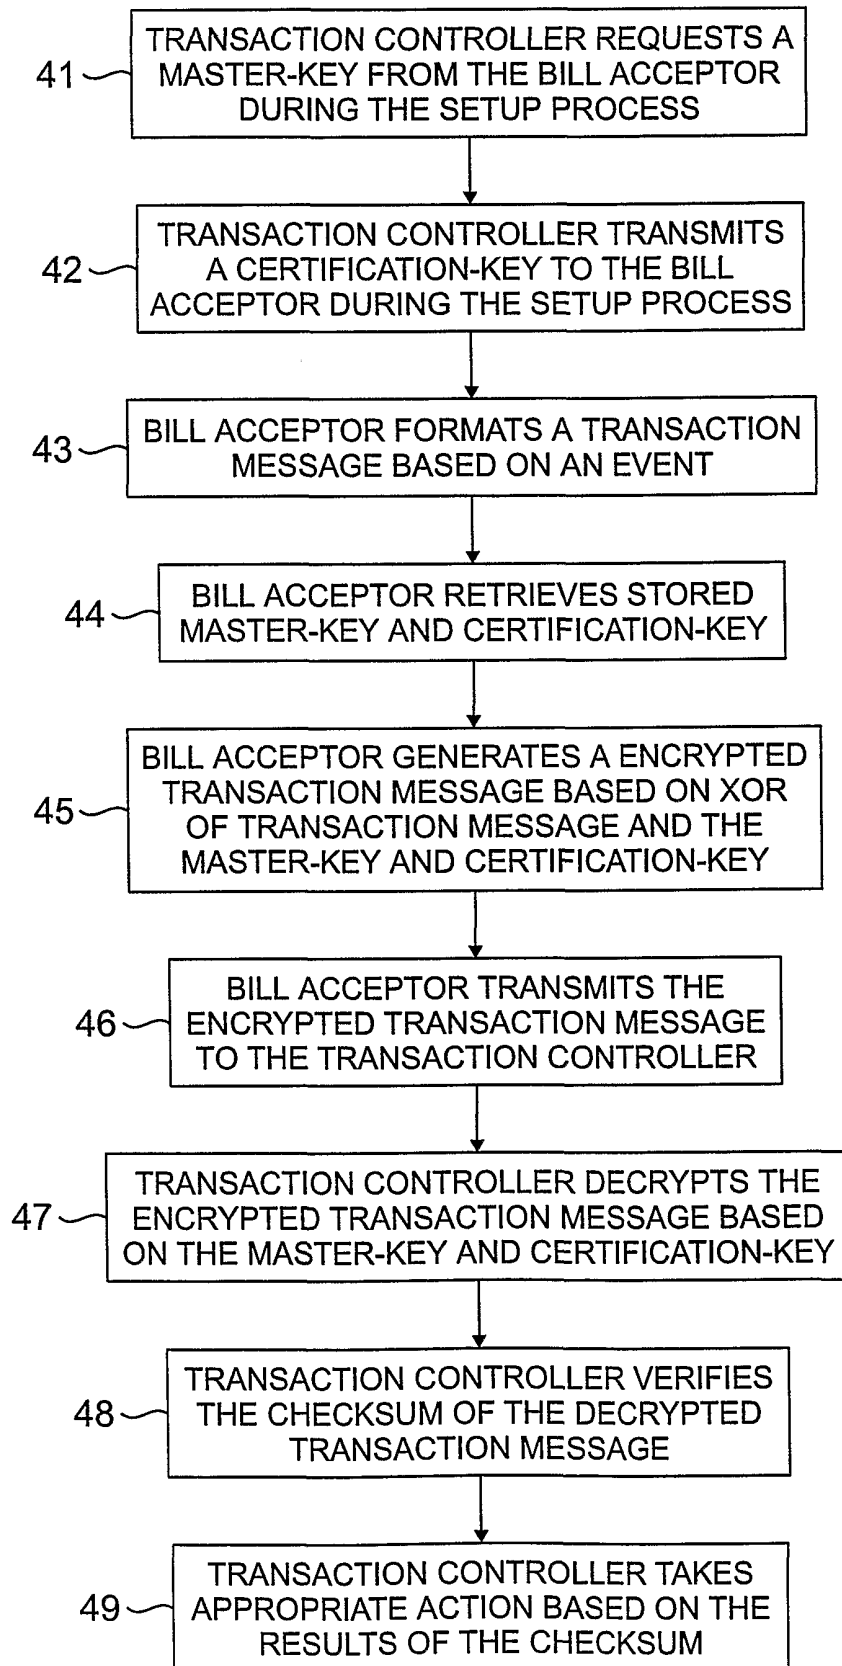 41
TRANSACTION CONTROLLER REQUESTS A
MASTER-KEY FROM THE BILL ACCEPTOR
DURING THE SETUP PROCESS
42
TRANSACTION CONTROLLER TRANSMITS
A CERTIFICATION-KEY TO THE BILL
ACCEPTOR DURING THE SETUP PROCESS
43
BILL ACCEPTOR FORMATS A TRANSACTION
MESSAGE BASED ON AN EVENT
44
BILL ACCEPTOR RETRIEVES STORED
MASTER-KEY AND CERTIFICATION-KEY
45
BILL ACCEPTOR GENERATES A ENCRYPTED
TRANSACTION MESSAGE BASED ON XOR
OF TRANSACTION MESSAGE AND THE
MASTER-KEY AND CERTIFICATION-KEY
46
BILL ACCEPTOR TRANSMITS THE
ENCRYPTED TRANSACTION MESSAGE
TO THE TRANSACTION CONTROLLER
47
TRANSACTION CONTROLLER DECRYPTS THE
ENCRYPTED TRANSACTION MESSAGE BASED
ON THE MASTER-KEY AND CERTIFICATION-KEY
48
TRANSACTION CONTROLLER VERIFIES
THE CHECKSUM OF THE DECRYPTED
TRANSACTION MESSAGE
49
TRANSACTION CONTROLLER TAKES
APPROPRIATE ACTION BASED ON THE
RESULTS OF THE CHECKSUM